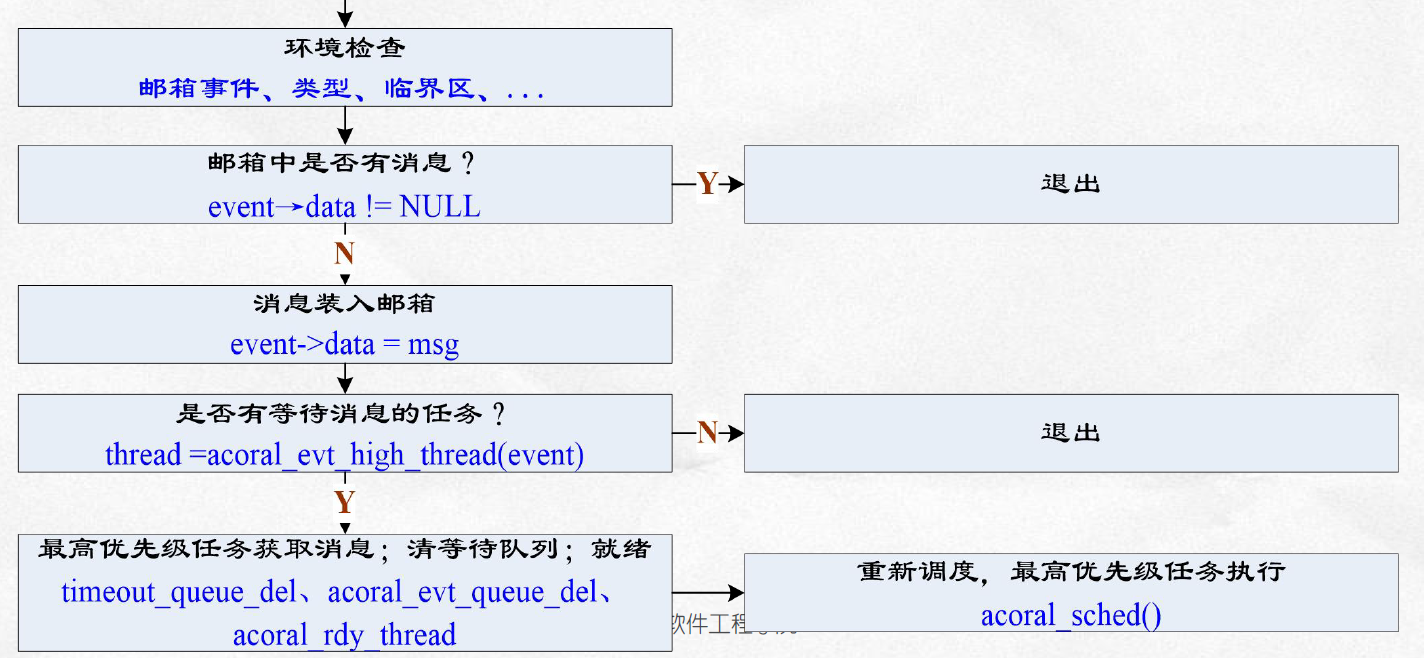 环境检查
邮箱事件、类型、临界区、...
邮箱中是否有消息？
event→data != NULL
Y
退出
N
消息装入邮箱
event->data = msg
是否有等待消息的任务？
thread =acoral_evt_high_thread(event)
N
退出
Y
最高优先级任务获取消息；清等待队列；就绪
timeout_queue_del、acoral_evt_queue_del、
acoral_rdy_thread
重新调度，最高优先级任务执行
acoral_sched()
软件工程